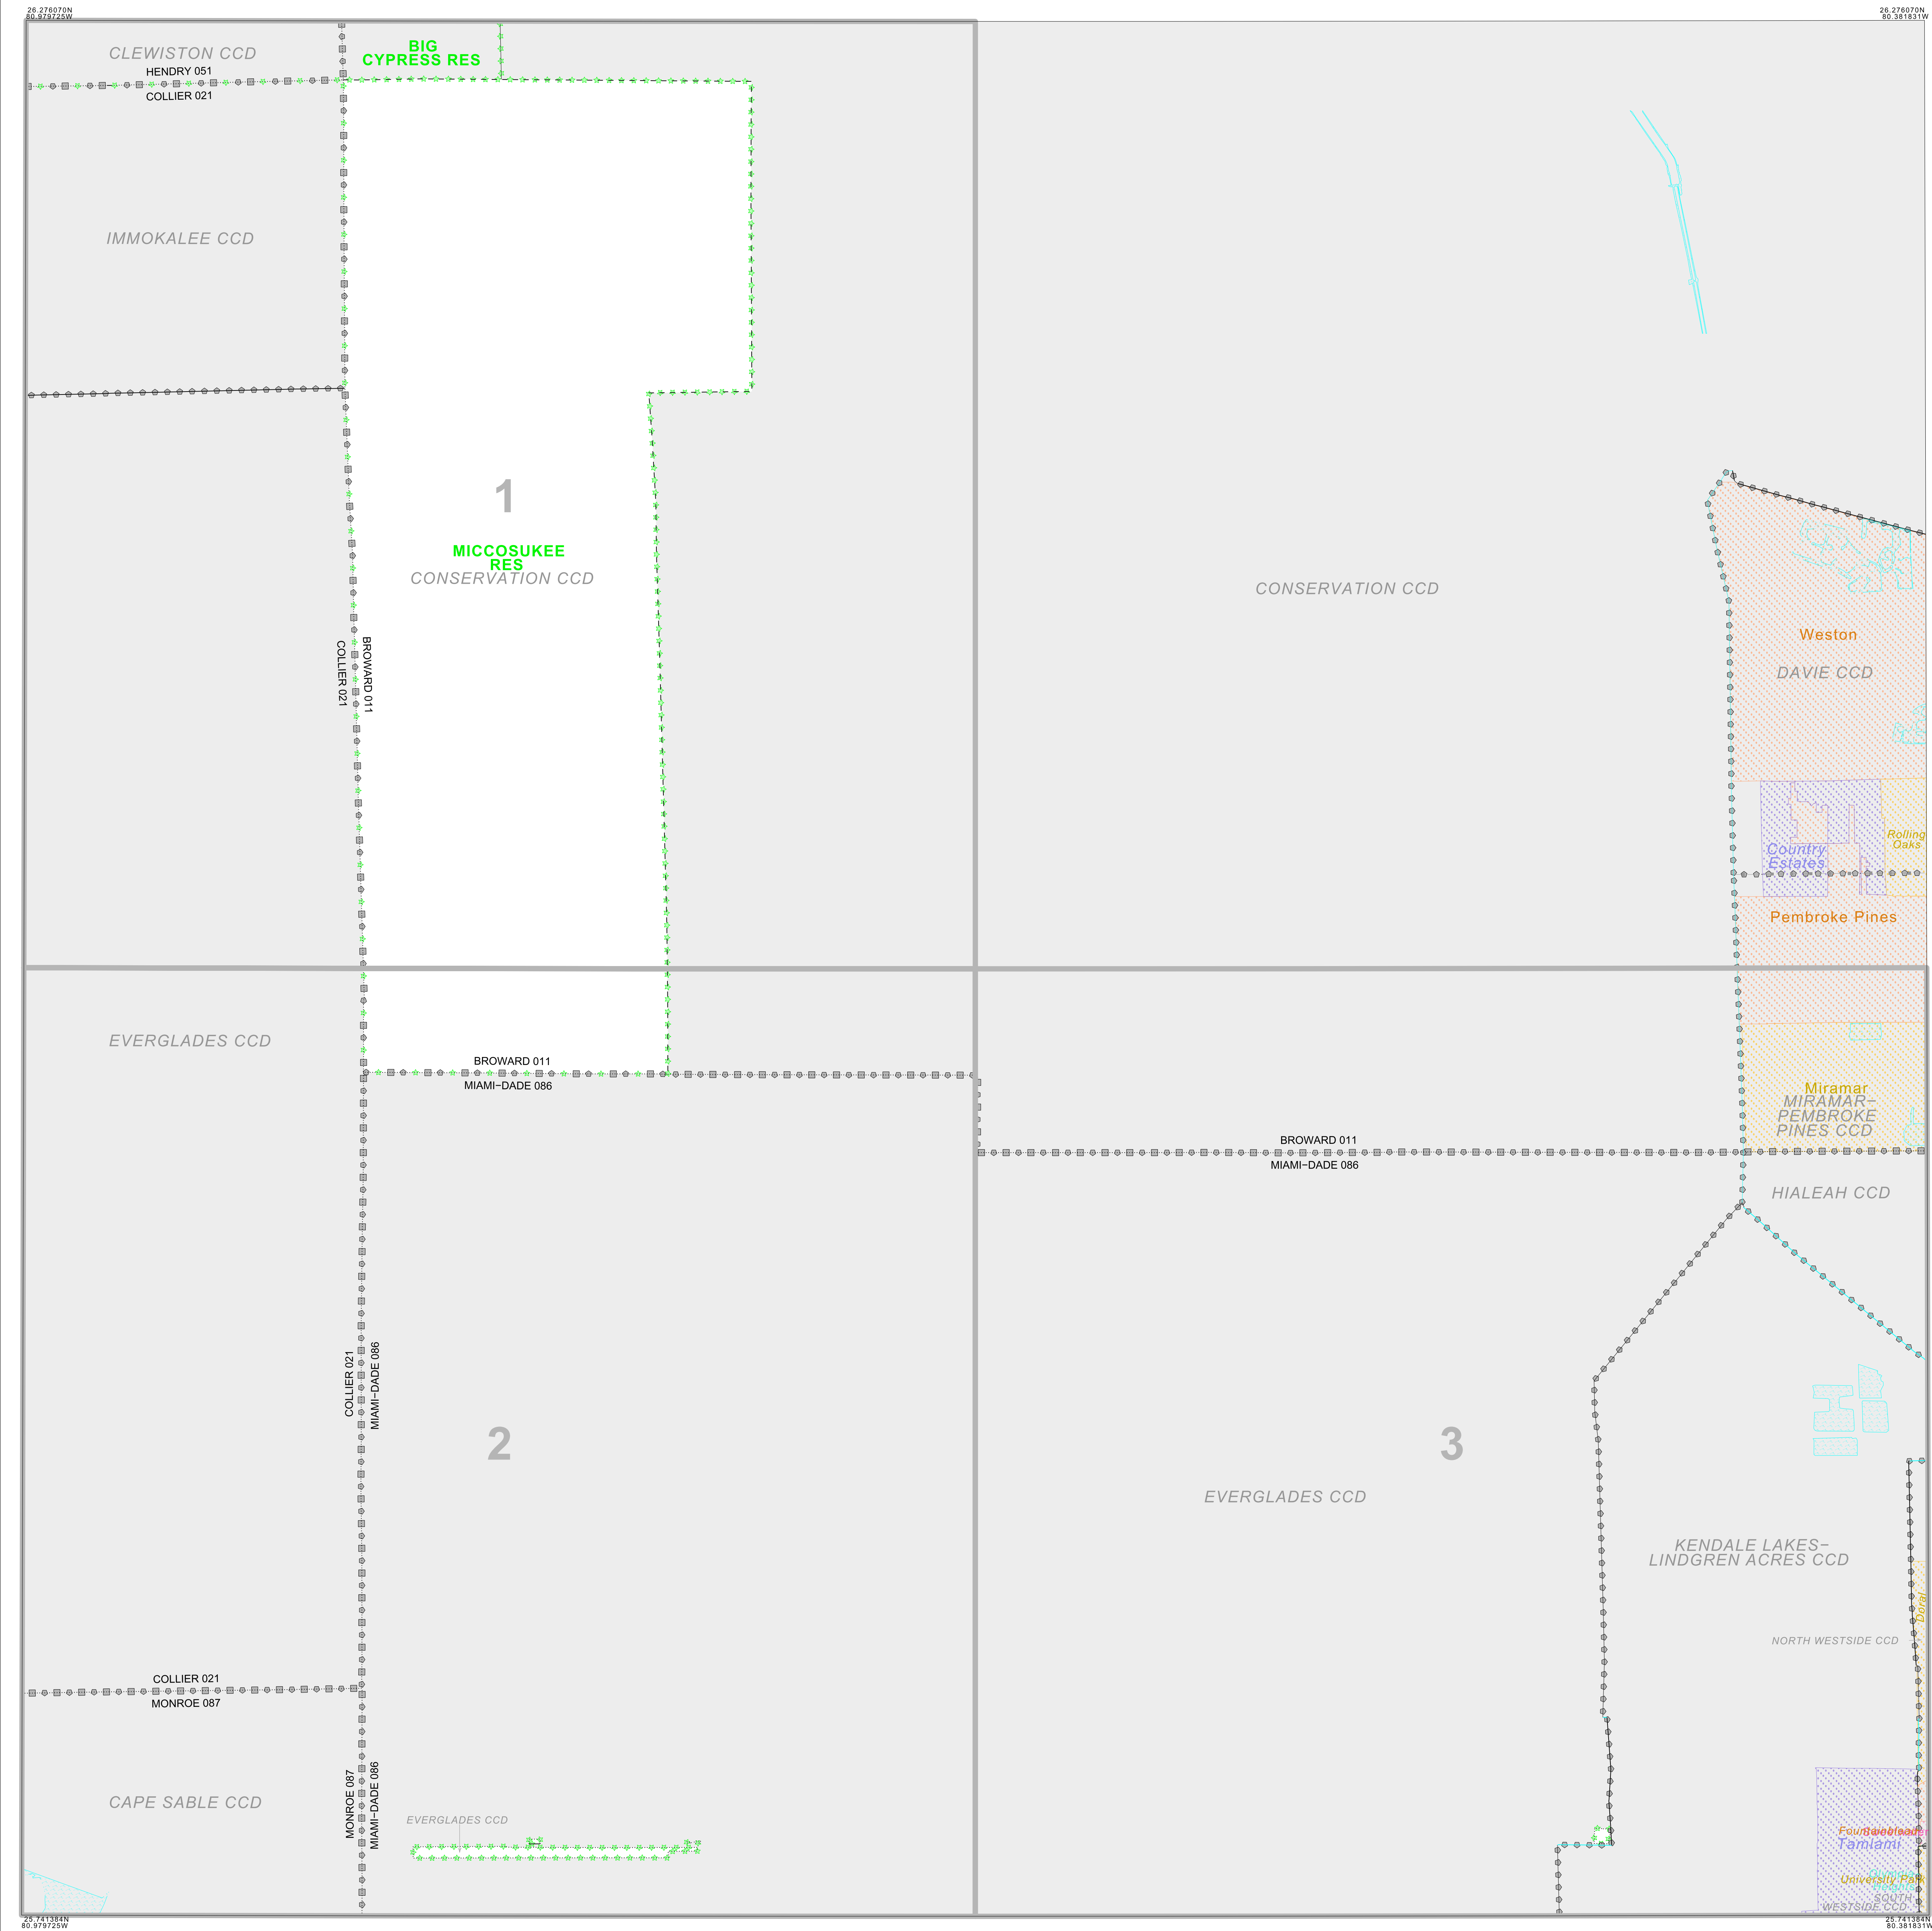 26.276070N
80.979725W
26.276070N
80.381831W
CLEWISTON CCD
BIG
CYPRESS RES
HENDRY 051
COLLIER 021
IMMOKALEE CCD
1
MICCOSUKEE
RES
CONSERVATION CCD
CONSERVATION CCD
COLLIER 021
BROWARD 011
Weston
DAVIE CCD
Rolling
Oaks
Country
Estates
Pembroke Pines
EVERGLADES CCD
BROWARD 011
MIAMI−DADE 086
Miramar
MIRAMAR−
PEMBROKE
PINES CCD
BROWARD 011
MIAMI−DADE 086
HIALEAH CCD
COLLIER 021
MIAMI−DADE 086
2
3
EVERGLADES CCD
KENDALE LAKES−
LINDGREN ACRES CCD
Doral
NORTH WESTSIDE CCD
COLLIER 021
MONROE 087
CAPE SABLE CCD
MONROE 087
MIAMI−DADE 086
EVERGLADES CCD
Tamiami
University Park
SOUTH
WESTSIDE CCD
25.741384N
80.979725W
25.741384N
80.381831W